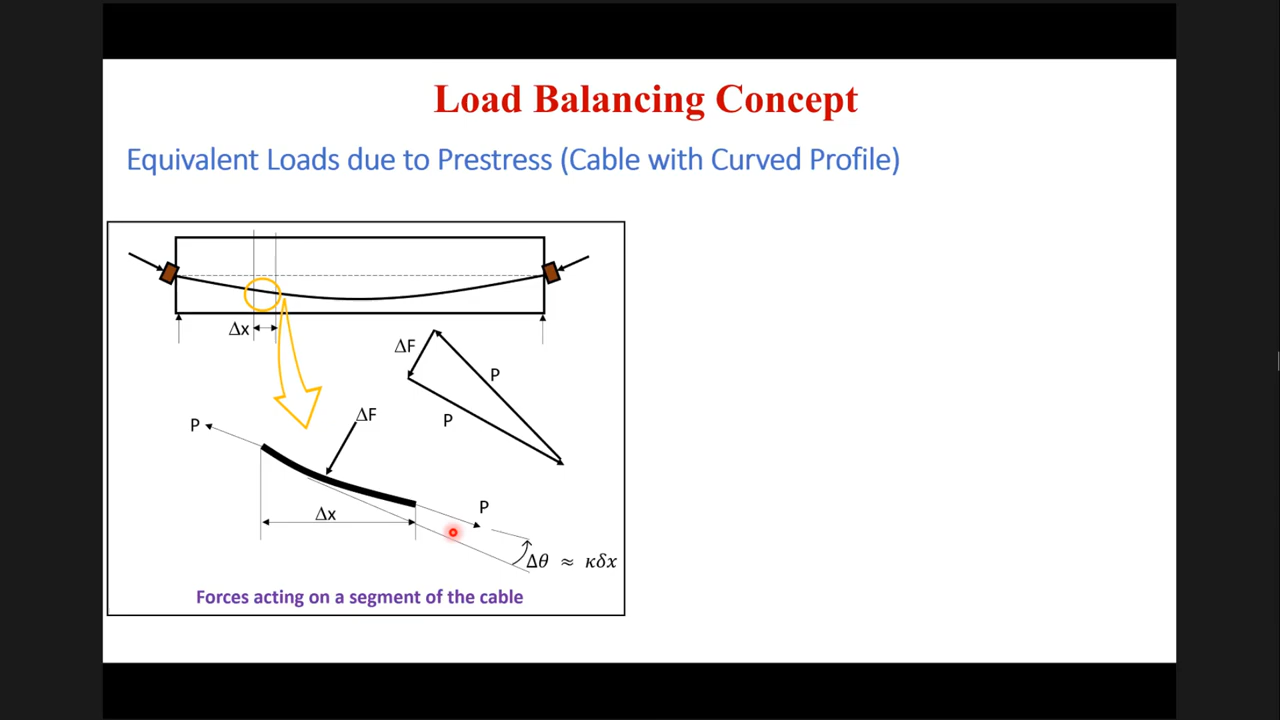 Load Balancing Concept
Equivalent Loads due to Prestress (Cable with Curved Profile)
Δx
ΔF
P
P
ΔF
P
P
Δx
Δθ ≈ κδx
Forces acting on a segment of the cable